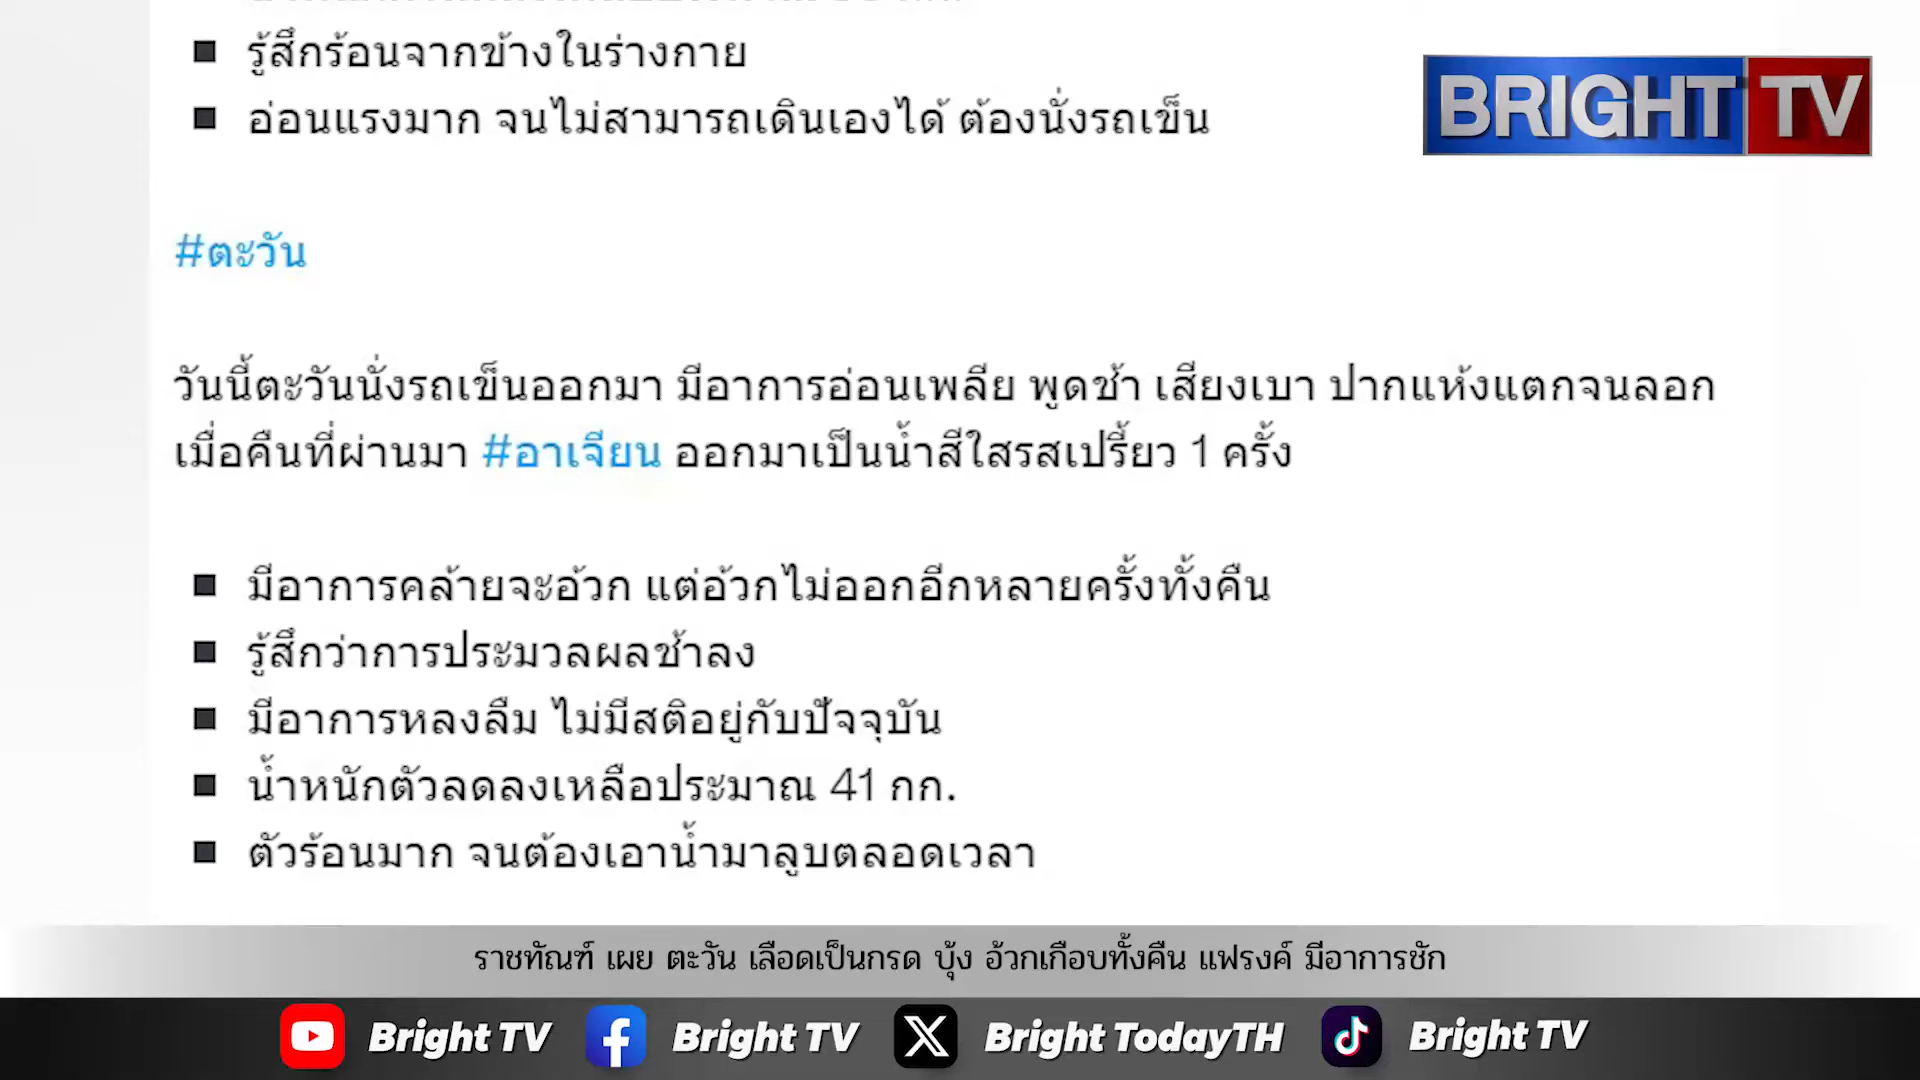 ■ รู้สึกร้อนจากข้างในร่างกาย
■ อ่อนแรงมาก จนไม่สามารถเดินเองได้ ต้องนั่งรถเข็น
BRIGHT TV
#ตะวัน
วันนี้ตะวันนั่งรถเข็นออกมา มีอาการอ่อนเพลีย พูดช้า เสียงเบา ปากแห้งแตกจนลอก
เมื่อคืนที่ผ่านมา #อาเจียน ออกมาเป็นน้ำสีใสรสเปรี้ยว 1 ครั้ง
■ มีอาการคล้ายจะอ้วก แต่อ้วกไม่ออกอีกหลายครั้งทั้งคืน
■ รู้สึกว่าการประมวลผลช้าลง
■ มีอาการหลงลืม ไม่มีสติอยู่กับปัจจุบัน
■ น้ำหนักตัวลดลงเหลือประมาณ 41 กก.
■ ตัวร้อนมาก จนต้องเอาน้ำมาลูบตลอดเวลา
ราชทัณฑ์ เผย ตะวัน เลือดเป็นกรด บุ้ง อ้วกเกือบทั้งคืน แฟรงค์ มีอาการชัก
Bright TV Bright TV Bright TodayTH Bright TV